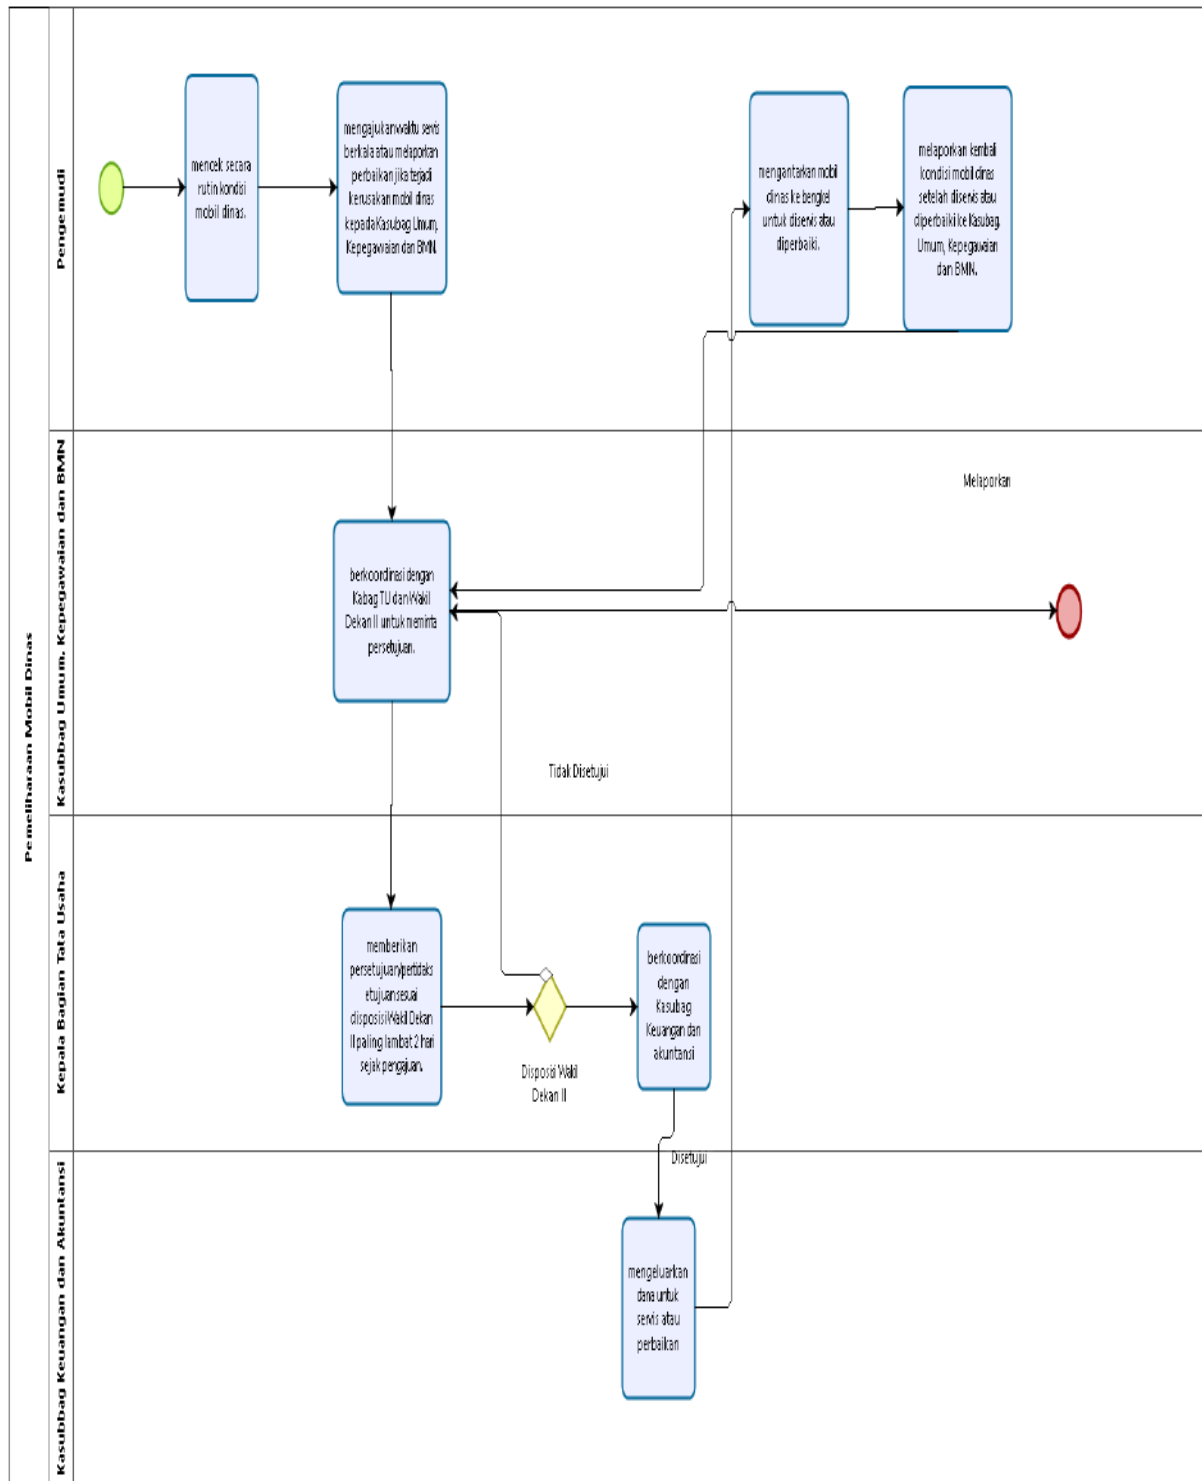 Pemeliharaan Mobil Dinas
Pengemudi
mencek secara
rutin kondisi
mobil dinas.
mengajukan waktu servis
berkala atau melaporkan
perbaikan jika terjadi
kerusakan mobil dinas
kepada Kasubag Umum,
Kepegawaian dan BMN.
mengantarkan mobil
dinas ke bengkel
untuk diservis atau
diperbaiki.
melaporkan kembali
kondisi mobil dinas
setelah diservis atau
diperbaiki ke Kasubag
Umum, Kepegawaian
dan BMN.
Kasubbag Umum, Kepegawaian dan BMN
Melaporkan
berkoordinasi dengan
Kabag TU dan Wakil
Dekan II untuk meminta
persetujuan.
Tidak Disetujui
Kepala Bagian Tata Usaha
memberikan
persetujuan/pertidaks
etujuan sesuai
disposisi Wakil Dekan
II paling lambat 2 hari
sejak pengajuan.
Disposisi Wakil
Dekan II
berkoordinasi
dengan
Kasubag
Keuangan dan
akuntansi
Disetujui
Kasubbag Keuangan dan Akuntansi
mengeluarkan
dana untuk
servis atau
perbaikan